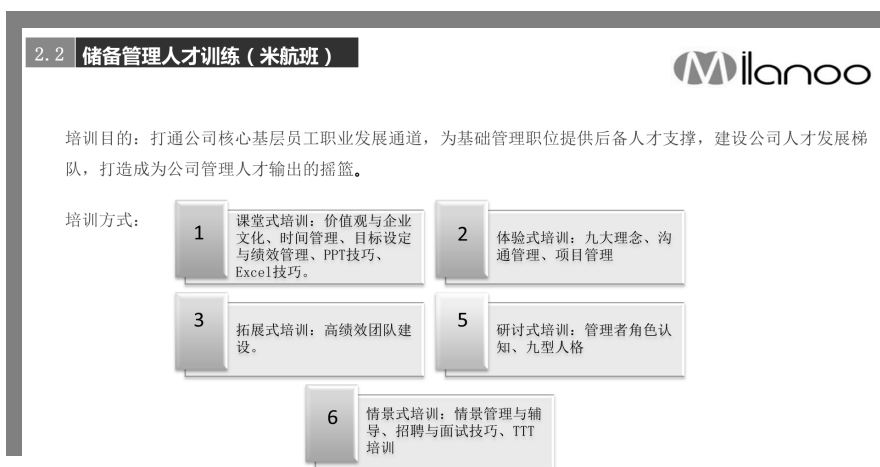 2.2 储备管理人才训练（米航班）
Milanoo
培训目的：打通公司核心基层员工职业发展通道，为基础管理职位提供后备人才支撑，建设公司人才发展梯
队，打造成为公司管理人才输出的摇篮。
培训方式：
1
课堂式培训：价值观与企业
文化、时间管理、目标设定
与绩效管理、PPT技巧、
Excel技巧。
2
体验式培训：九大理念、沟
通管理、项目管理
3
拓展式培训：高绩效团队建
设。
5
研讨式培训：管理者角色认
知、九型人格
6
情景式培训：情景管理与辅
导、招聘与面试技巧、TTT
培训